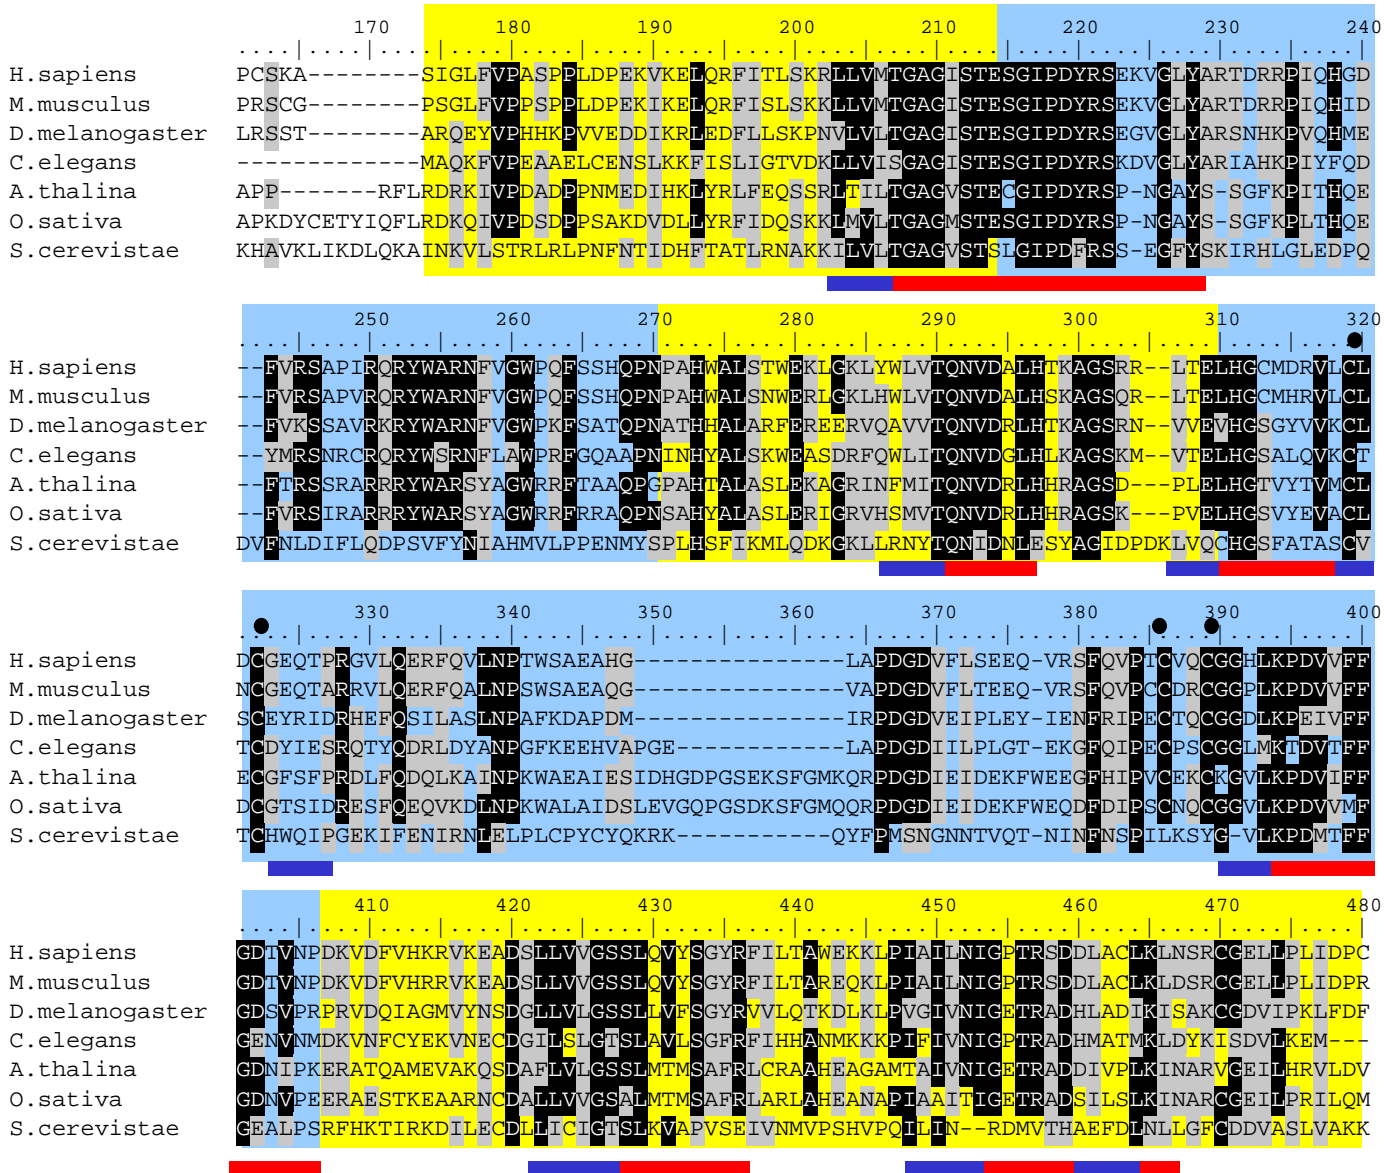 170 180 190 200 210 220 230 240
H.sapiens PCSKA--------SIGLFVPASPPLDPEKVKELQRFITLSKRLLVMTGAGISTESGIPDYRSEKVGLYARTDRRPIQHGD
M.musculus PRSCG--------PSGLFVPPSPPLDPEKIKELQRFISLSKKLLVMTGAGISTESGIPDYRSEKVGLYARTDRRPIQHID
D.melanogaster LRSST--------ARQEYVPHHKPVVEDDIKRLEDFLLSKPNVLVLTGAGISTESGIPDYRSEGVGLYARSNHKPVQHME
C.elegans -------------MAQKFVPEAAELCENSLKKFISLIGTVDKLLVISGAGISTESGIPDYRSKDVGLYARIAHKPIYFQD
A.thalina APP-------RFLRDRKIVPDADPPNMEDIHKLYRLFEQSSRLTILTGAGVSTECGIPDYRSP-NGAYS-SGFKPITHQE
O.sativa APKDYCETYIQFLRDKQIVPDSDPPSAKDVDLLYRFIDQSKKLMVLTGAGMSTESGIPDYRSP-NGAYS-SGFKPLTHQE
S.cerevistae KHAVKLIKDLQKAINKVLSTRLRLPNFNTIDHFTATLRNAKKILVLTGAGVSTSLGIPDFRSS-EGFYSKIRHLGLEDPQ
250 260 270 280 290 300 310 320
H.sapiens --FVRSAPIRQRYWARNFVGWPQFSSHQPNPAHWALSTWEKLGKLYWLVTQNVDALHTKAGSRR--LTELHGCMDRVLCL
M.musculus --FVRSAPVRQRYWARNFVGWPQFSSHQPNPAHWALSNWERLGKLHWLVTQNVDALHSKAGSQR--LTELHGCMHRVLCL
D.melanogaster --FVKSSAVRKRYWARNFVGWPKFSATQPNATHHALARFEREERVQAVVTQNVDRLHTKAGSRN--VVEVHGSGYVVKCL
C.elegans --YMRSNRCRQRYWSRNFLAWPRFGQAAPNINHYALSKWEASDRFQWLITQNVDGLHLKAGSKM--VTELHGSALQVKCT
A.thalina --FTRSSRARRRYWARSYAGWRRFTAAQPGPAHTALASLEKAGRINFMITQNVDRLHHRAGSD---PLELHGTVYTVMCL
O.sativa --FVRSIRARRRYWARSYAGWRRFRRAQPNSAHYALASLERIGRVHSMVTQNVDRLHHRAGSK---PVELHGSVYEVACL
S.cerevistae DVFNLDIFLQDPSVFYNIAHMVLPPENMYSPLHSFIKMLQDKGKLLRNYTQNIDNLESYAGIDPDKLVQCHGSFATASCV
330 340 350 360 370 380 390 400
H.sapiens DCGEQTPRGVLQERFQVLNPTWSAEAHG---------------LAPDGDVFLSEEQ-VRSFQVPTCVQCGGHLKPDVVFF
M.musculus NCGEQTARRVLQERFQALNPSWSAEAQG---------------VAPDGDVFLTEEQ-VRSFQVPCCDRCGGPLKPDVVFF
D.melanogaster SCEYRIDRHEFQSILASLNPAFKDAPDM---------------IRPDGDVEIPLEY-IENFRIPECTQCGGDLKPEIVFF
C.elegans TCDYIESRQTYQDRLDYANPGFKEEHVAPGE------------LAPDGDIILPLGT-EKGFQIPECPSCGGLMKTDVTFF
A.thalina ECGFSFPRDLFQDQLKAINPKWAEAIESIDHGDPGSEKSFGMKQRPDGDIEIDEKFWEEGFHIPVCEKCKGVLKPDVIFF
O.sativa DCGTSIDRESFQEQVKDLNPKWALAIDSLEVGQPGSDKSFGMQQRPDGDIEIDEKFWEQDFDIPSCNQCGGVLKPDVVMF
S.cerevistae TCHWQIPGEKIFENIRNLELPLCPYCYQKRK-----------QYFPMSNGNNTVQT-NINFNSPILKSYG-VLKPDMTFF
410 420 430 440 450 460 470 480
H.sapiens GDTVNPDKVDFVHKRVKEADSLLVVGSSLQVYSGYRFILTAWEKKLPIAILNIGPTRSDDLACLKLNSRCGELLPLIDPC
M.musculus GDTVNPDKVDFVHRRVKEADSLLVVGSSLQVYSGYRFILTAREQKLPIAILNIGPTRSDDLACLKLDSRCGELLPLIDPR
D.melanogaster GDSVPRPRVDQIAGMVYNSDGLLVLGSSLLVFSGYRVVLQTKDLKLPVGIVNIGETRADHLADIKISAKCGDVIPKLFDF
C.elegans GENVNMDKVNFCYEKVNECDGILSLGTSLAVLSGFRFIHHANMKKKPIFIVNIGPTRADHMATMKLDYKISDVLKEM---
A.thalina GDNIPKERATQAMEVAKQSDAFLVLGSSLMTMSAFRLCRAAHEAGAMTAIVNIGETRADDIVPLKINARVGEILHRVLDV
O.sativa GDNVPEERAESTKEAARNCDALLVVGSALMTMSAFRLARLAHEANAPIAAITIGETRADSILSLKINARCGEILPRILQM
S.cerevistae GEALPSRFHKTIRKDILECDLLICIGTSLKVAPVSEIVNMVPSHVPQILIN--RDMVTHAEFDLNLLGFCDDVASLVAKK